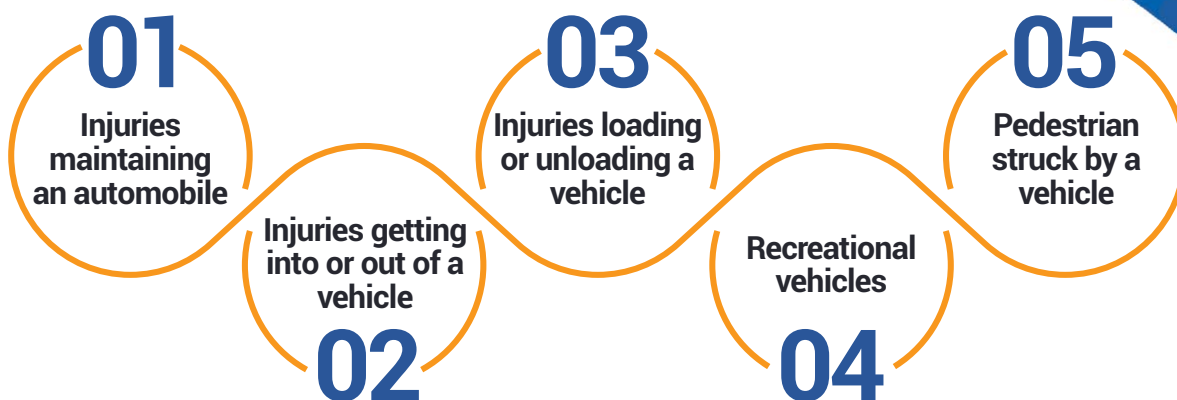 01
Injuries
maintaining
an automobile
Injuries getting
into or out of a
vehicle
02
03
Injuries loading
or unloading a
vehicle
Recreational
vehicles
04
05
Pedestrian
struck by a
vehicle